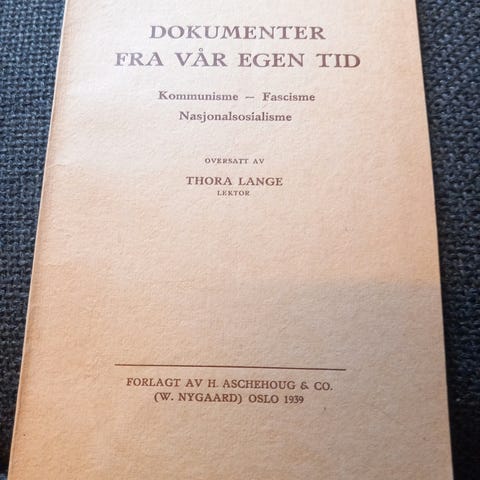 DOKUMENTER
FRA VÅR EGEN TID
Kommunisme — Fascisme
Nasjonalsosialisme
OVERSATT AV
THORA LANGE
LEKTOR
FORLAGT AV H. ASCHEHOUG & CO.
(W. NYGAARD) OSLO 1939